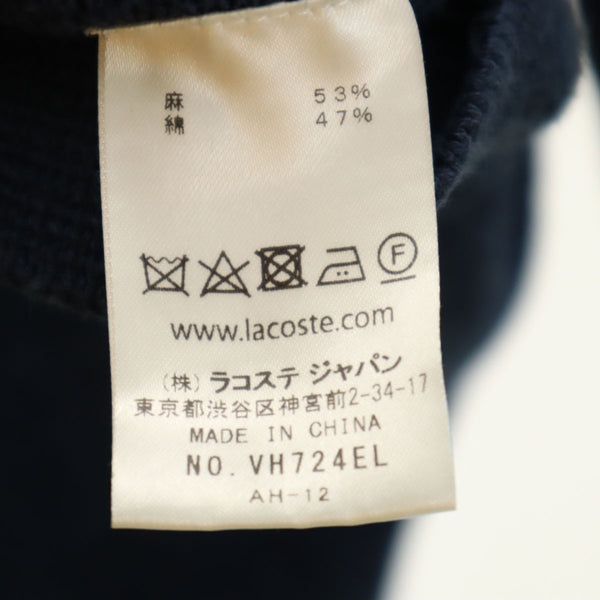 麻 53%
綿 47%
F
www.lacoste.com
(株) ラコステ ジャパン
東京都渋谷区神宮前2-34-17
MADE IN CHINA
NO. VH724EL
AH-12